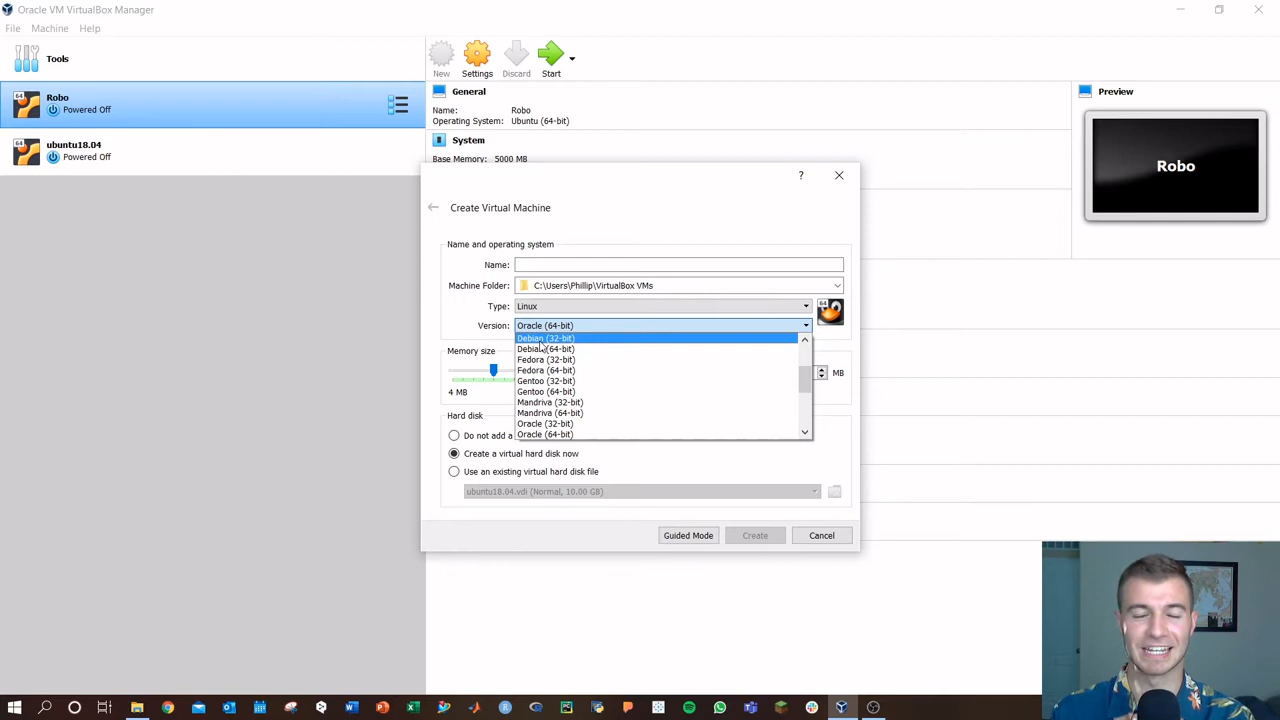 Oracle VM VirtualBox Manager
File Machine Help
Tools
New Settings Discard Start
64 Robo
Powered Off
64 ubuntu18.04
Powered Off
General
Name: Robo
Operating System: Ubuntu (64-bit)
System
Base Memory: 5000 MB
Preview
Robo
?
Create Virtual Machine
Name and operating system
Name:
Machine Folder: C:\Users\Phillip\VirtualBox VMs
Type: Linux
64
Version: Oracle (64-bit)
Debian (32-bit)
Debian (64-bit)
Fedora (32-bit)
Fedora (64-bit)
Gentoo (32-bit)
Gentoo (64-bit)
Mandriva (32-bit)
Mandriva (64-bit)
Oracle (32-bit)
Oracle (64-bit)
Memory size
MB
4 MB
Hard disk
Do not add a
Create a virtual hard disk now
Use an existing virtual hard disk file
ubuntu18.04.vdi (Normal, 10.00 GB)
Guided Mode Create Cancel